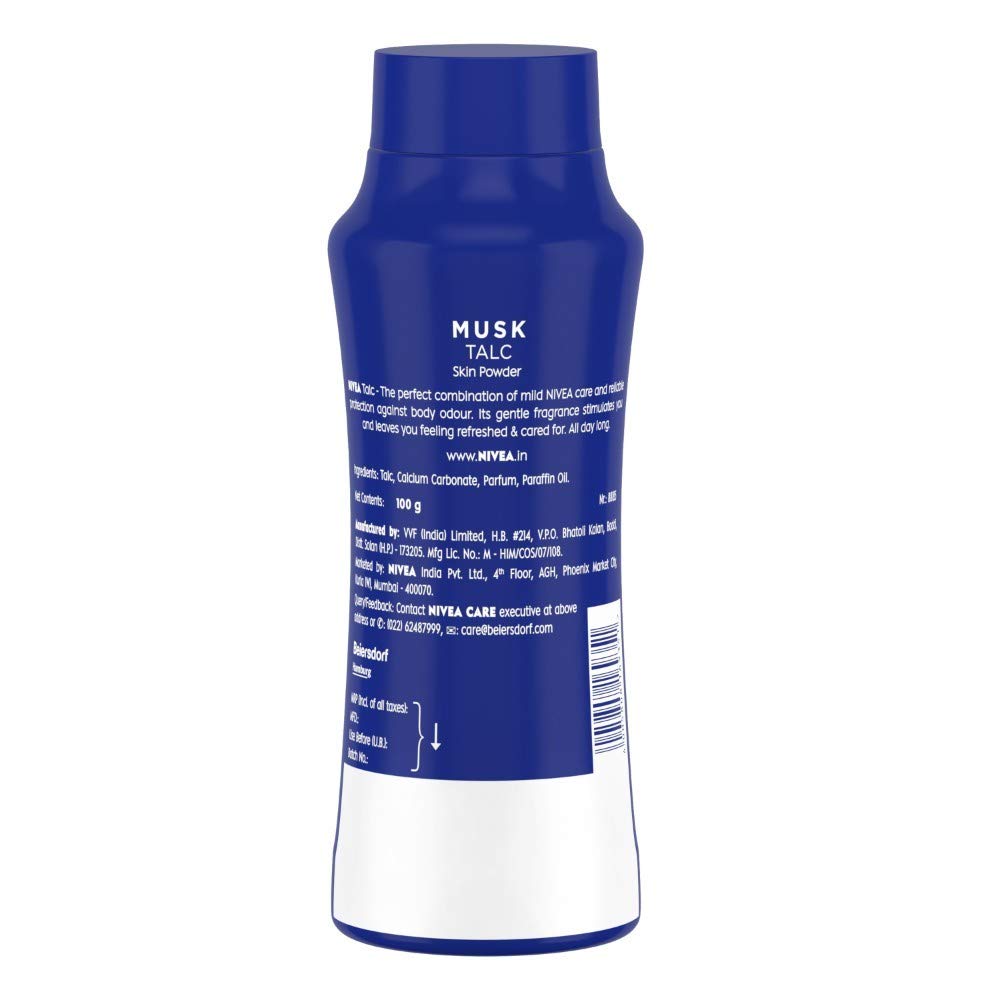 MUSK
TALC
Skin Powder
NIVEA Talc - The perfect combination of mild NIVEA care and reliable
protection against body odour. Its gentle fragrance stimulates you
and leaves you feeling refreshed & cared for. All day long.
www.NIVEA.in
Ingredients: Talc, Calcium Carbonate, Parfum, Paraffin Oil.
Net Contents: 100 g Nr.:
Manufactured by: VVF (India) Limited, H.B. #214, V.P.O. Bhatoli Kalan, Baddi,
Distt. Solan (H.P.) - 173205. Mfg Lic. No.: M - HIM/COS/07/108.
Marketed by: NIVEA India Pvt. Ltd., 4th Floor, AGH, Phoenix Market City,
Kurla (W), Mumbai - 400070.
Query/Feedback: Contact NIVEA CARE executive at above
address or ✆: (022) 62487999, ✉: care@beiersdorf.com
Beiersdorf
Hamburg
MRP (Incl. of all taxes):
MFD.:
Use Before (U.B.):
Batch No.: